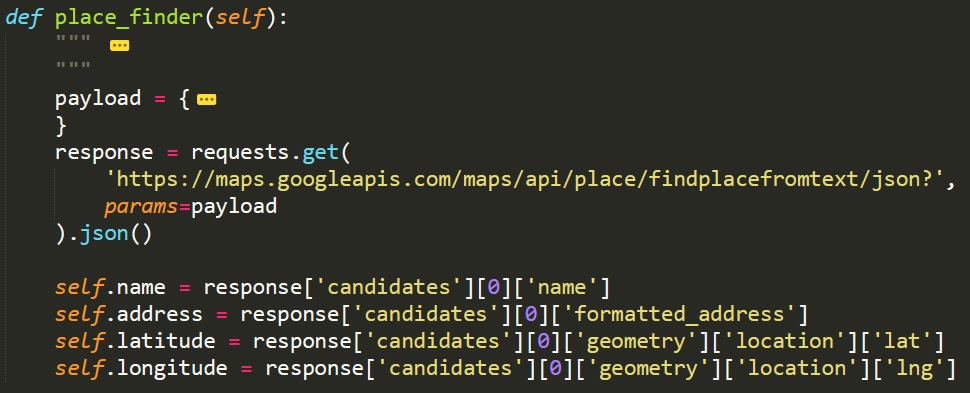 def place_finder(self):
    """ ...
    """
    payload = { ...
    }
    response = requests.get(
        'https://maps.googleapis.com/maps/api/place/findplacefromtext/json?',
        params=payload
    ).json()

    self.name = response['candidates'][0]['name']
    self.address = response['candidates'][0]['formatted_address']
    self.latitude = response['candidates'][0]['geometry']['location']['lat']
    self.longitude = response['candidates'][0]['geometry']['location']['lng']